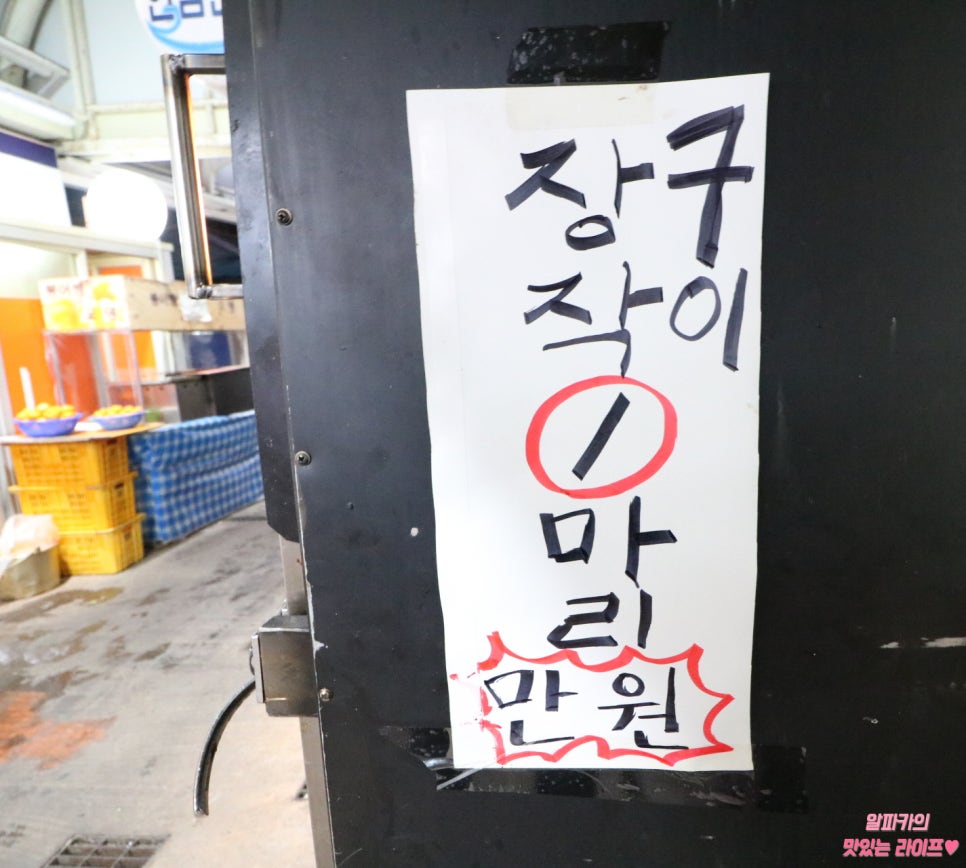 장작구이
1
마리
만원
알파카의
맛있는 라이프♥